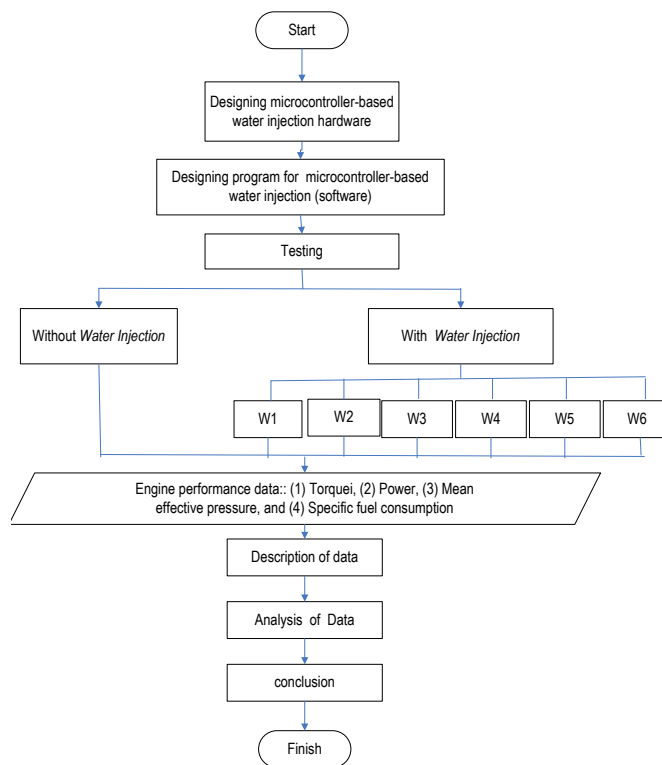 Start
Designing microcontroller-based
water injection hardware
Designing program for microcontroller-based
water injection (software)
Testing
Without Water Injection
With Water Injection
W1
W2
W3
W4
W5
W6
Engine performance data:: (1) Torquei, (2) Power, (3) Mean
effective pressure, and (4) Specific fuel consumption
Description of data
Analysis of Data
conclusion
Finish